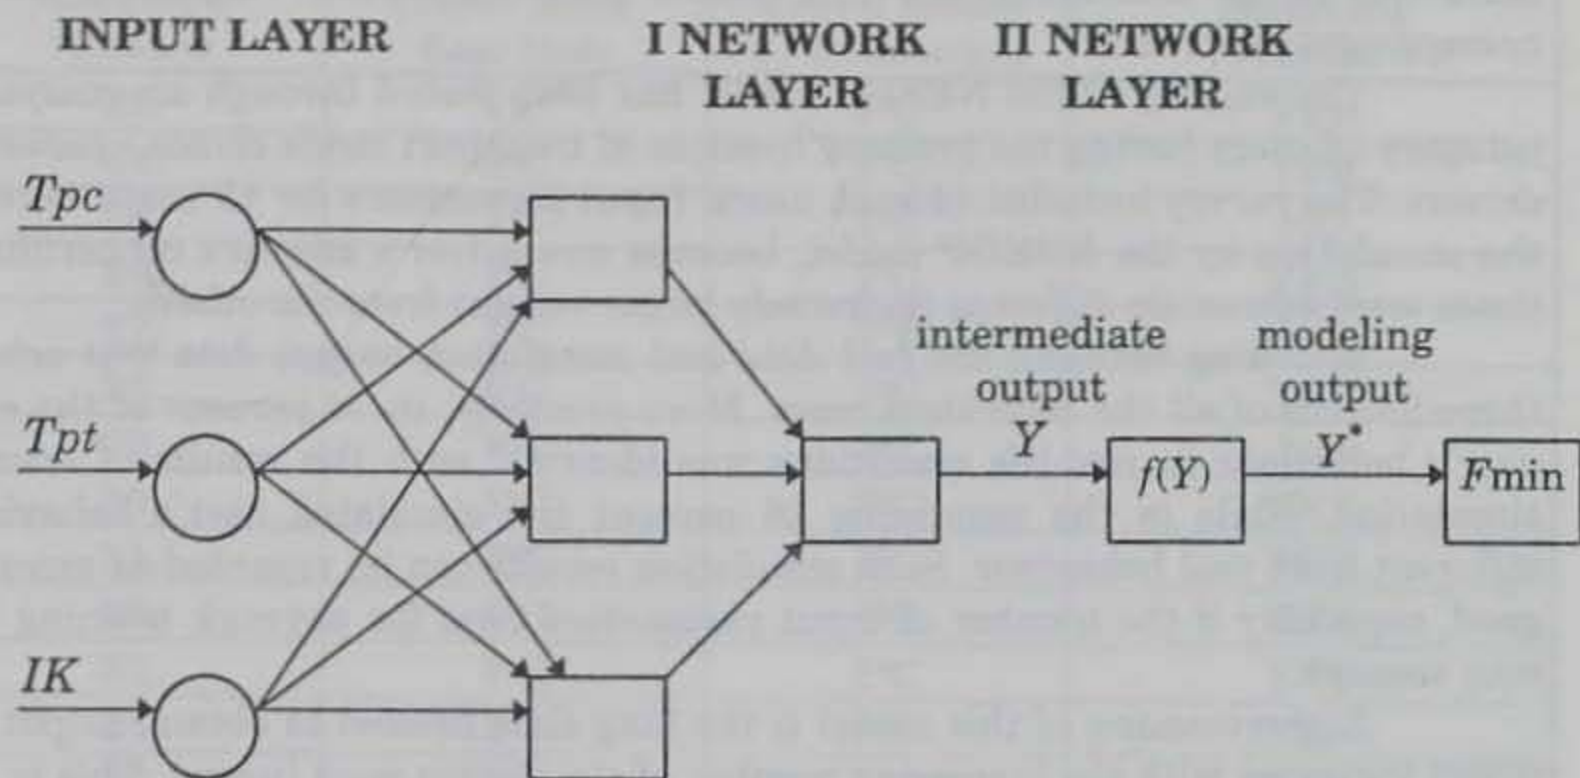 INPUT LAYER
I NETWORK
LAYER
II NETWORK
LAYER
Tpc
Tpt
IK
intermediate
output
Y
f(Y)
modeling
output
Y*
Fmin